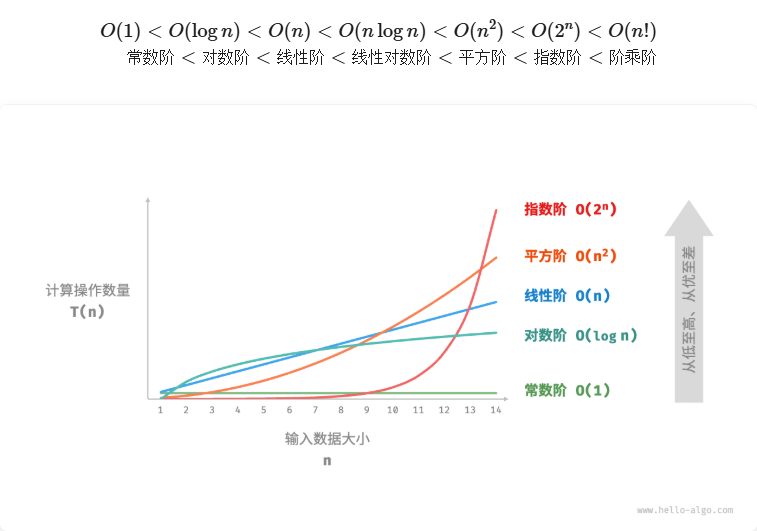 O(1) < O(log n) < O(n) < O(n log n) < O(n²) < O(2ⁿ) < O(n!)
常数阶 < 对数阶 < 线性阶 < 线性对数阶 < 平方阶 < 指数阶 < 阶乘阶
指数阶 O(2ⁿ)
平方阶 O(n²)
线性阶 O(n)
对数阶 O(log n)
常数阶 O(1)
从低至高、从优至差
计算操作数量
T(n)
1 2 3 4 5 6 7 8 9 10 11 12 13 14
输入数据大小
n
www.hello-algo.com